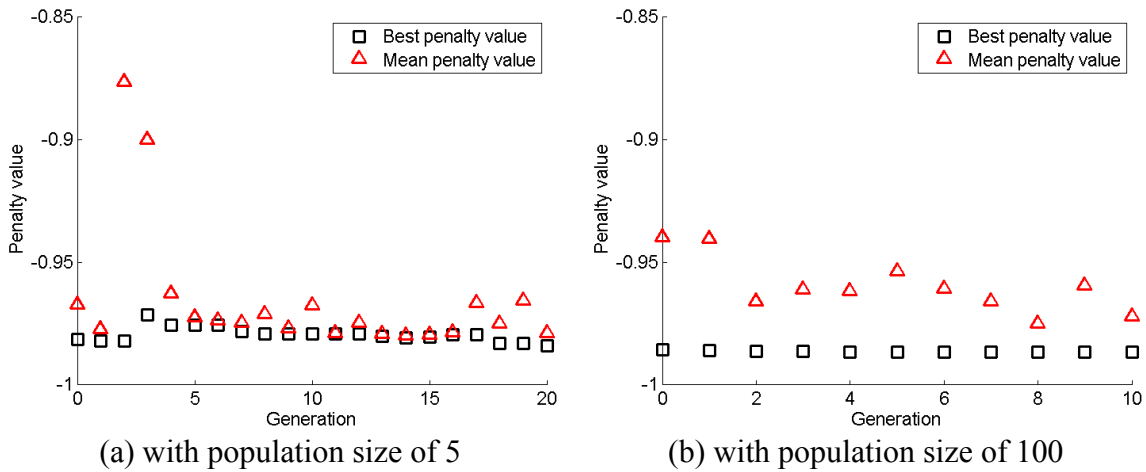 -0.85
Best penalty value
Mean penalty value
-0.9
Penalty value
-0.95
-1
0
5
10
15
20
Generation
(a) with population size of 5
-0.85
Best penalty value
Mean penalty value
-0.9
Penalty value
-0.95
-1
0
2
4
6
8
10
Generation
(b) with population size of 100